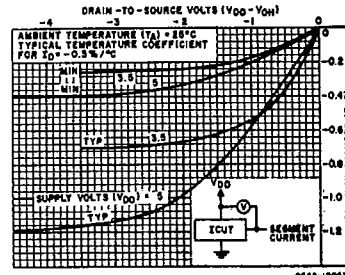 DRAIN-TO-SOURCE VOLTS (VDD-VOH)
-4 -3 -2 -1 0
AMBIENT TEMPERATURE (TA) = 25°C
TYPICAL TEMPERATURE COEFFICIENT
FOR ID = -0.3%/°C
0
-0.2
MIN 3.5
MIN 5
-0.4
-0.6
TYP 3.5
-0.8
SUPPLY VOLTS (VDD) = 5
VDD
TYP
V
-1.0
ICUT
SEGMENT
CURRENT
-1.2